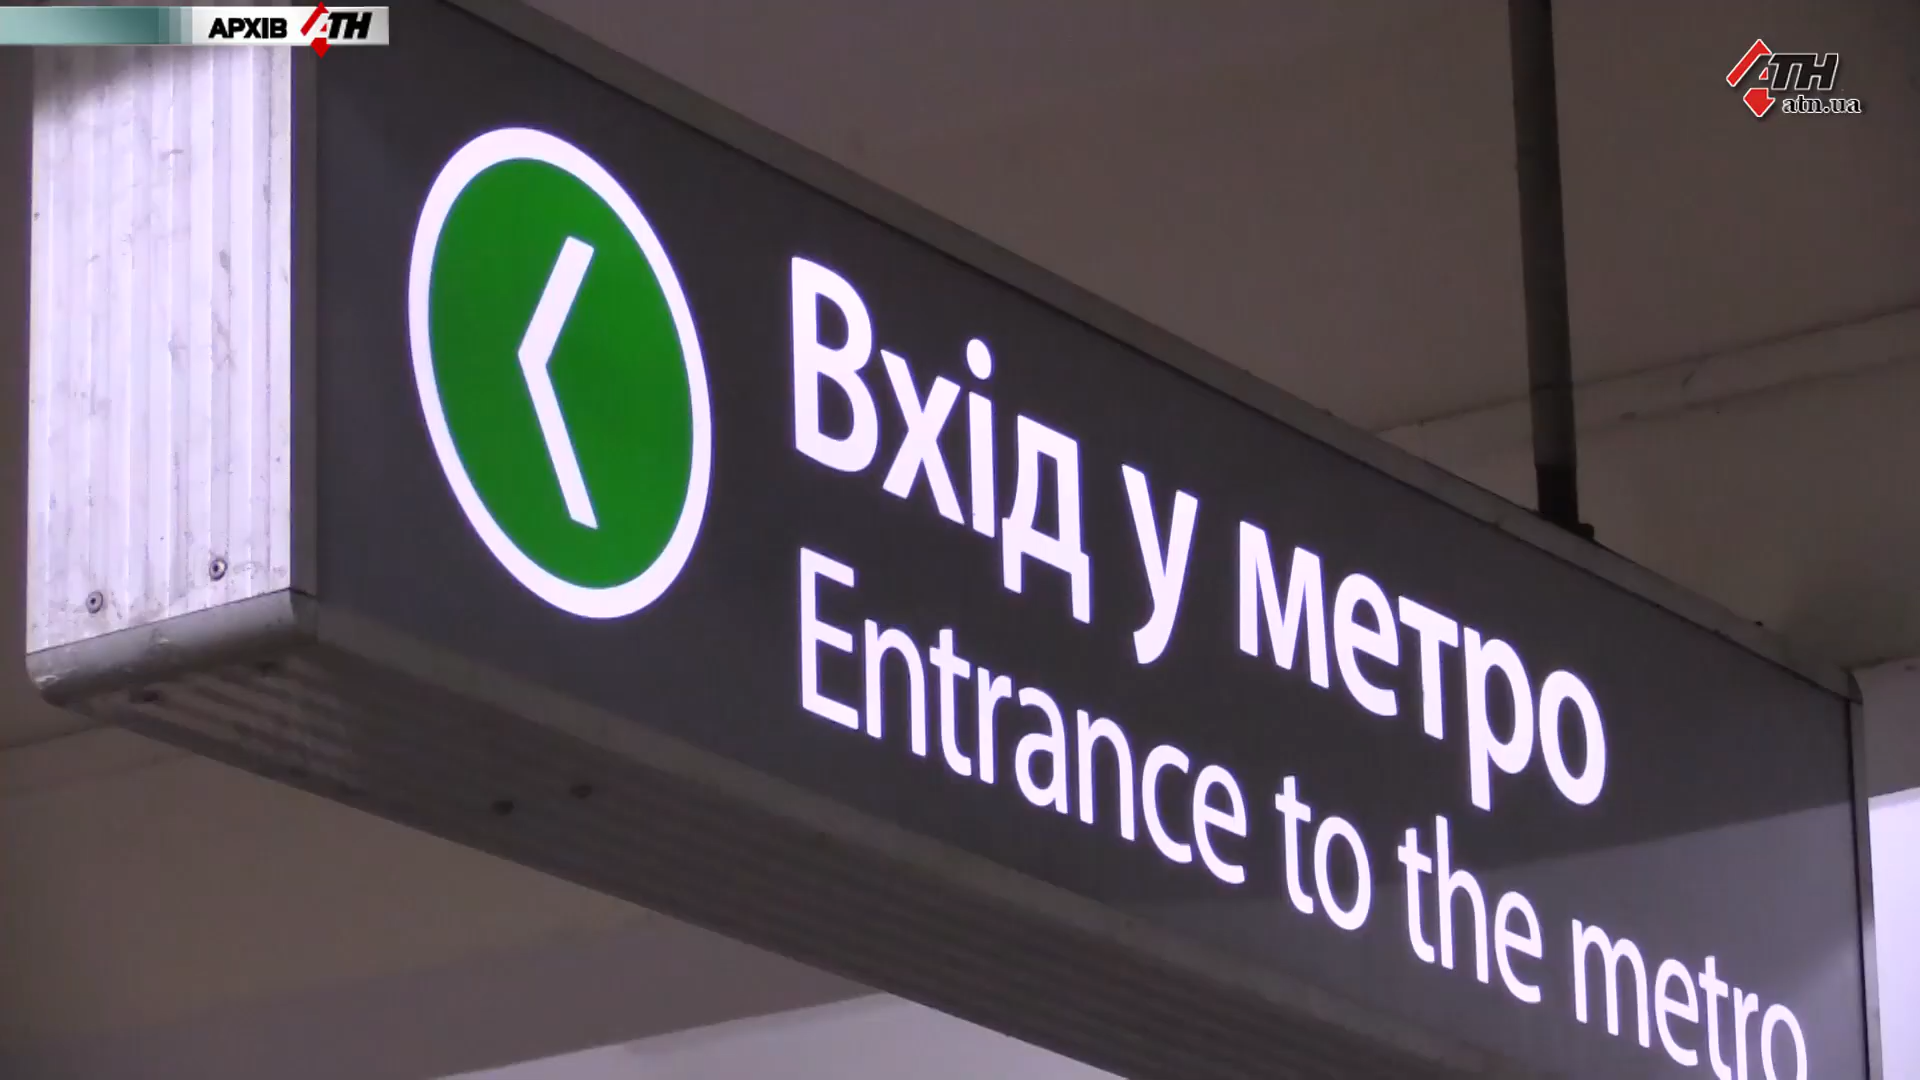 АРХІВ АТН
АТН
atn.ua
Вхід у метро
Entrance to the metro